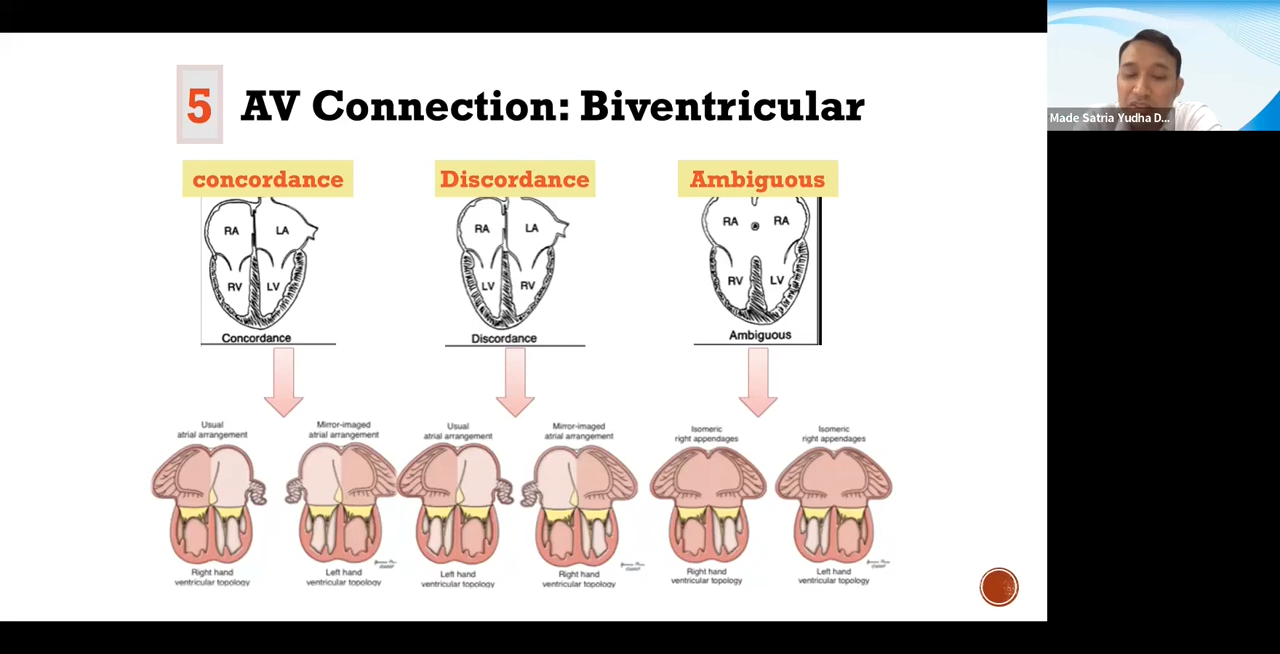 5 AV Connection: Biventricular
Made Satria Yudha D...
concordance
Discordance
Ambiguous
RA LA
RV LV
Concordance
RA LA
LV RV
Discordance
RA RA
RV LV
Ambiguous
Usual
atrial arrangement
Mirror-imaged
atrial arrangement
Usual
atrial arrangement
Mirror-imaged
atrial arrangement
Isomeric
right appendages
Isomeric
right appendages
Right hand
ventricular topology
Left hand
ventricular topology
Left hand
ventricular topology
Right hand
ventricular topology
Right hand
ventricular topology
Left hand
ventricular topology